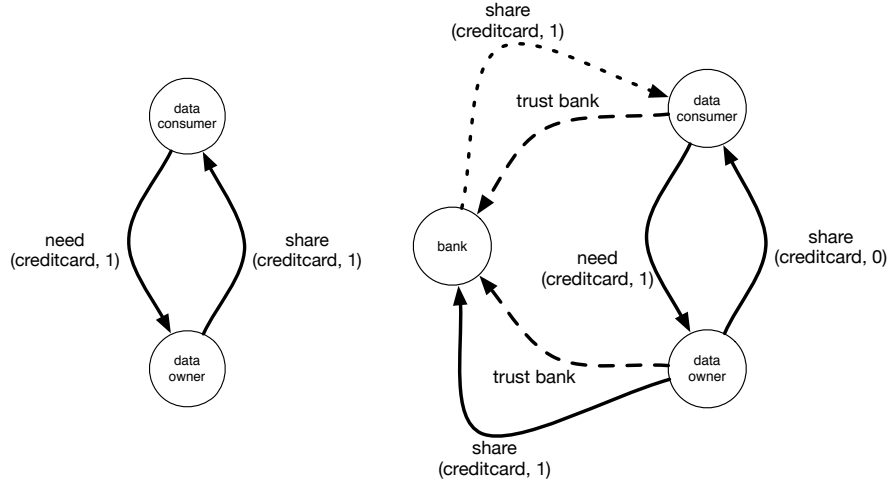 data
consumer
need
(creditcard, 1)
share
(creditcard, 1)
data
owner
share
(creditcard, 1)
trust bank
data
consumer
bank
need
(creditcard, 1)
share
(creditcard, 0)
trust bank
data
owner
share
(creditcard, 1)